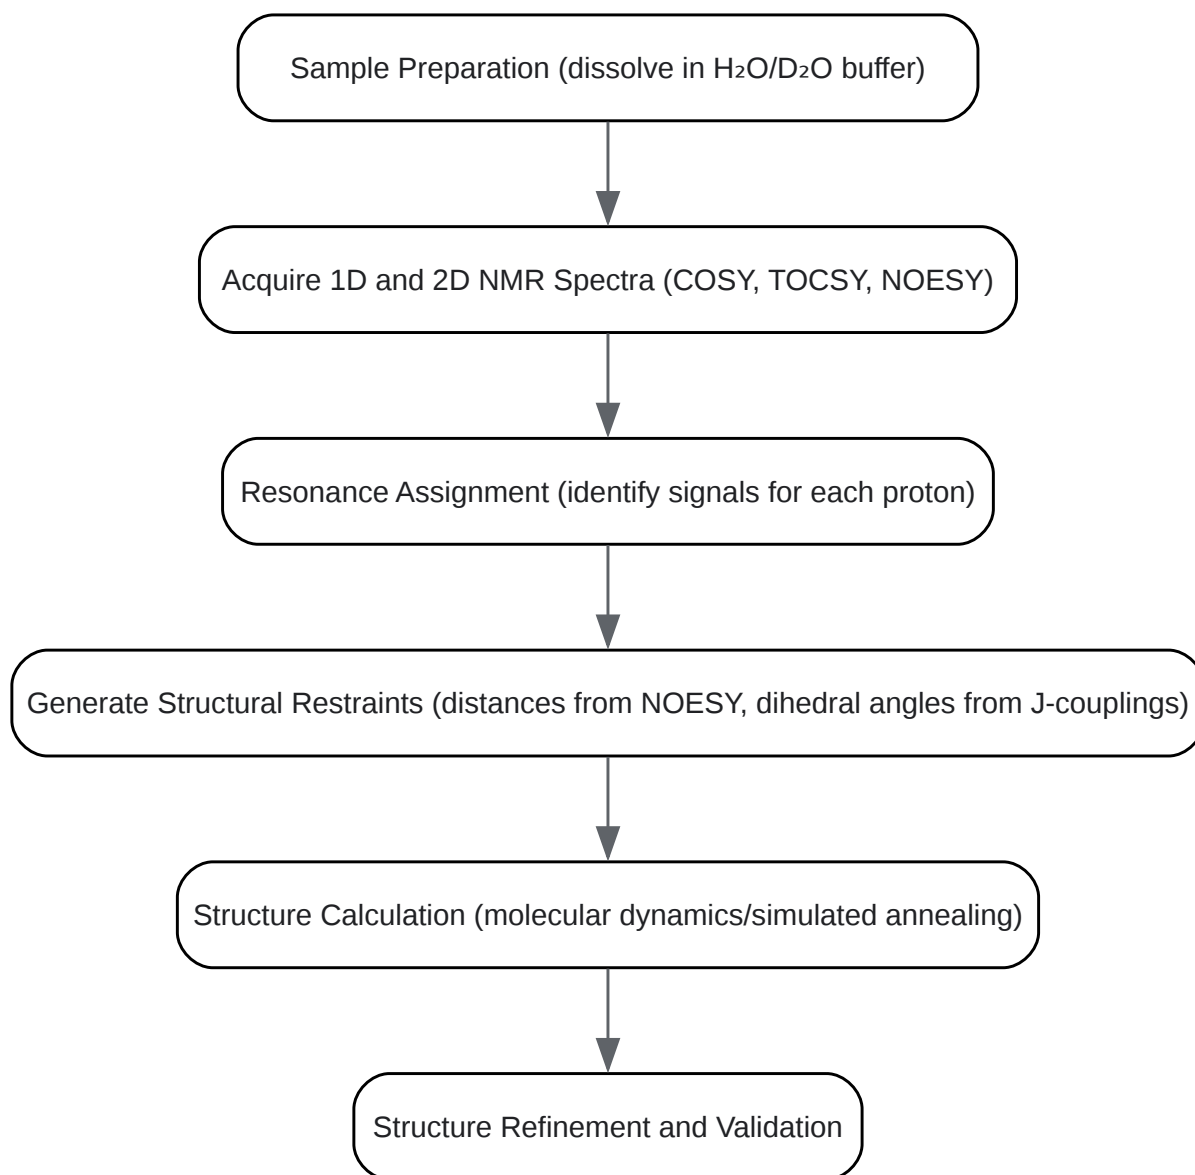 Sample Preparation (dissolve in H₂O/D₂O buffer)
Acquire 1D and 2D NMR Spectra (COSY, TOCSY, NOESY)
Resonance Assignment (identify signals for each proton)
Generate Structural Restraints (distances from NOESY, dihedral angles from J-couplings)
Structure Calculation (molecular dynamics/simulated annealing)
Structure Refinement and Validation